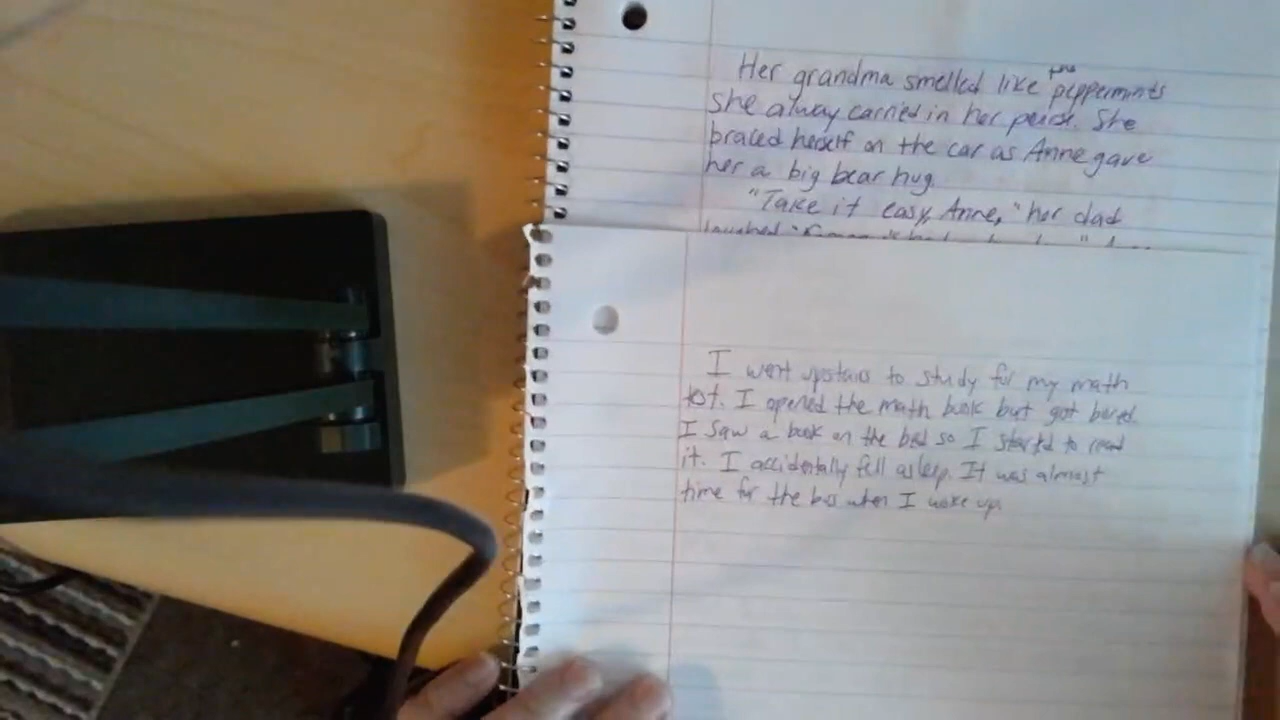 the
Her grandma smelled like peppermints
she alway carried in her purse. She
braced herself on the car as Anne gave
her a big bear hug.
"Take it easy, Anne," her dad
laughed
I went upstairs to study for my math
test. I opened the math book but got bored.
I saw a book on the bed so I started to read
it. I accidentally fell asleep. It was almost
time for the bus when I woke up.